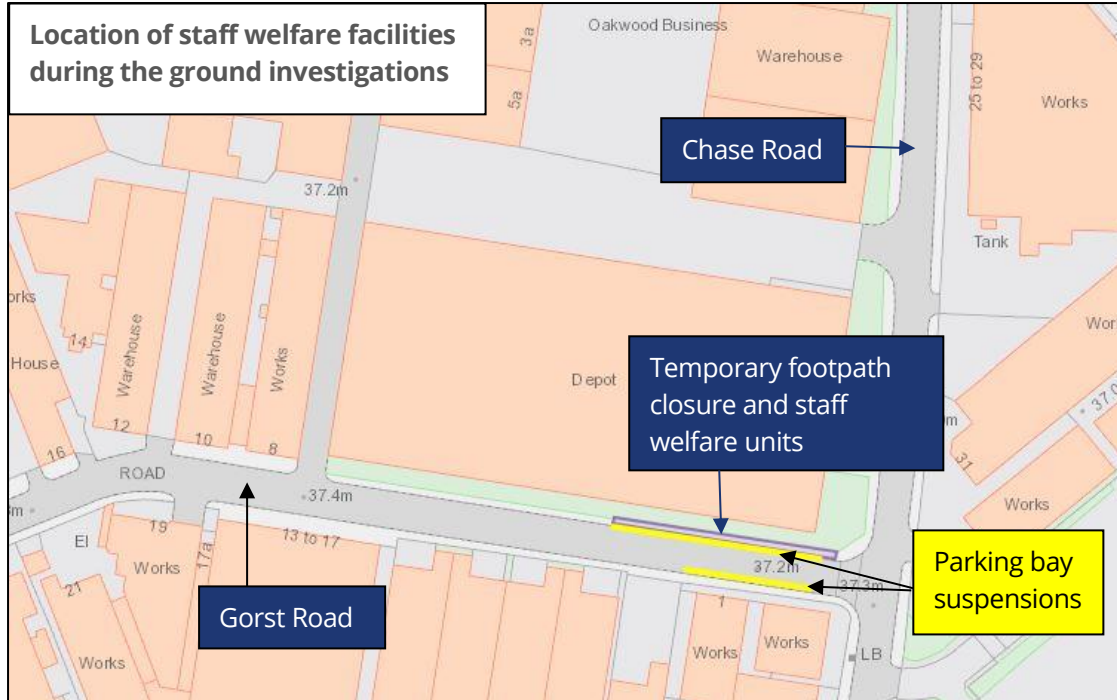 Location of staff welfare facilities
during the ground investigations
Oakwood Business
3a
5a
Warehouse
25 to 29
Works
Chase Road
37.2m
Tank
14
Warehouse
Warehouse
Works
House
Depot
Temporary footpath
closure and staff
welfare units
31
Works
12
10
8
16
ROAD
37.4m
19
17a
13 to 17
El
Works
21
Works
Gorst Road
37.2m
37.3m
Parking bay
suspensions
1
Works
Works
LB